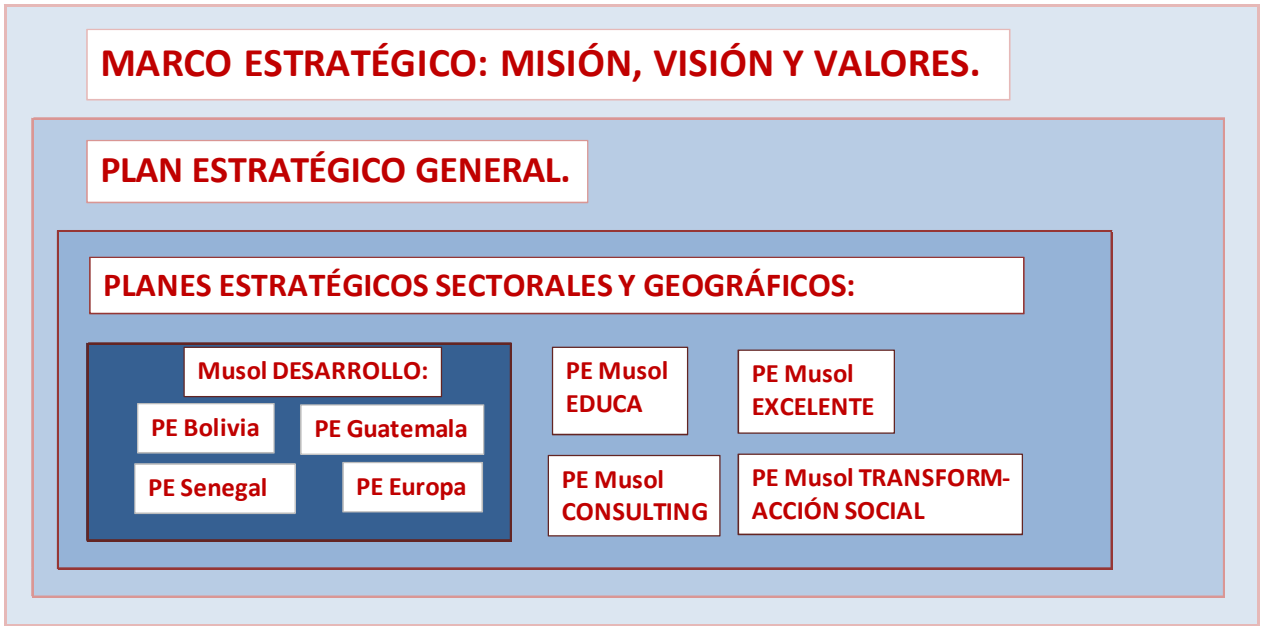 MARCO ESTRATÉGICO: MISIÓN, VISIÓN Y VALORES.
PLAN ESTRATÉGICO GENERAL.
PLANES ESTRATÉGICOS SECTORALES Y GEOGRÁFICOS:
Musol DESARROLLO:
PE Bolivia
PE Guatemala
PE Senegal
PE Europa
PE Musol
EDUCA
PE Musol
EXCELENTE
PE Musol
CONSULTING
PE Musol TRANSFORM-
ACCIÓN SOCIAL